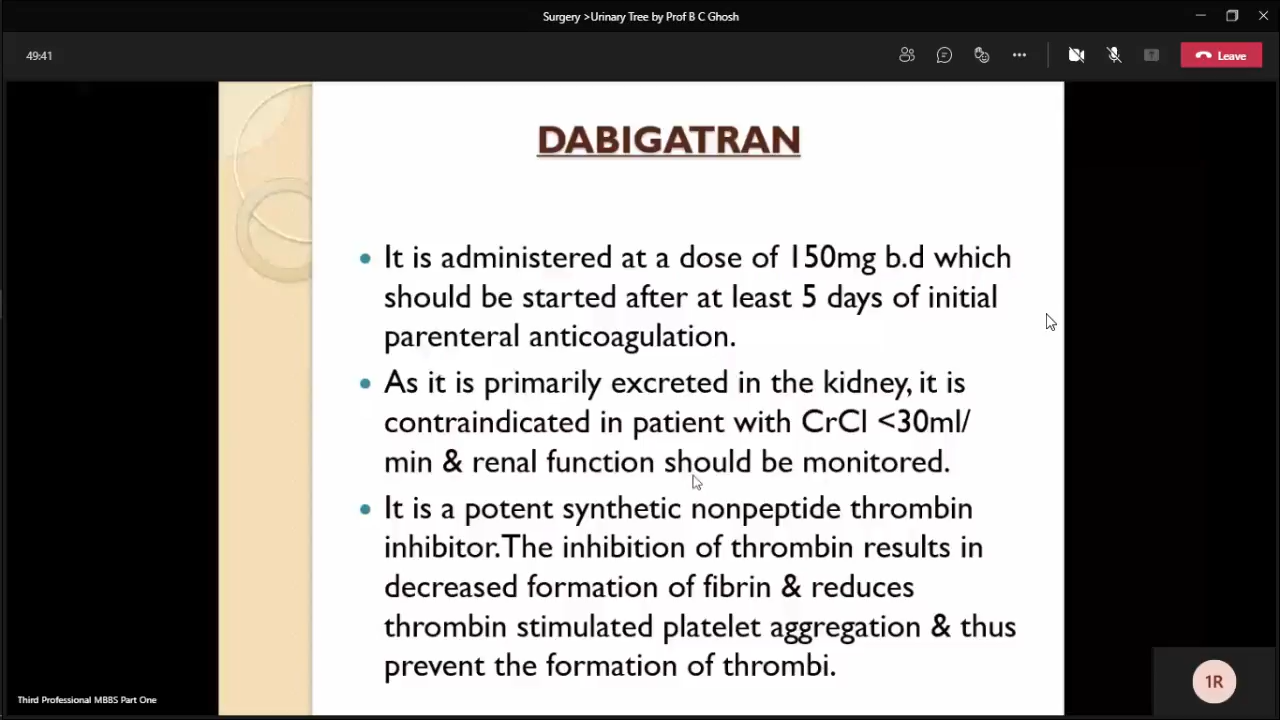 Surgery >Urinary Tree by Prof B C Ghosh
49:41
Leave
DABIGATRAN
It is administered at a dose of 150mg b.d which
should be started after at least 5 days of initial
parenteral anticoagulation.
As it is primarily excreted in the kidney, it is
contraindicated in patient with CrCl <30ml/
min & renal function should be monitored.
It is a potent synthetic nonpeptide thrombin
inhibitor.The inhibition of thrombin results in
decreased formation of fibrin & reduces
thrombin stimulated platelet aggregation & thus
prevent the formation of thrombi.
1R
Third Professional MBBS Part One